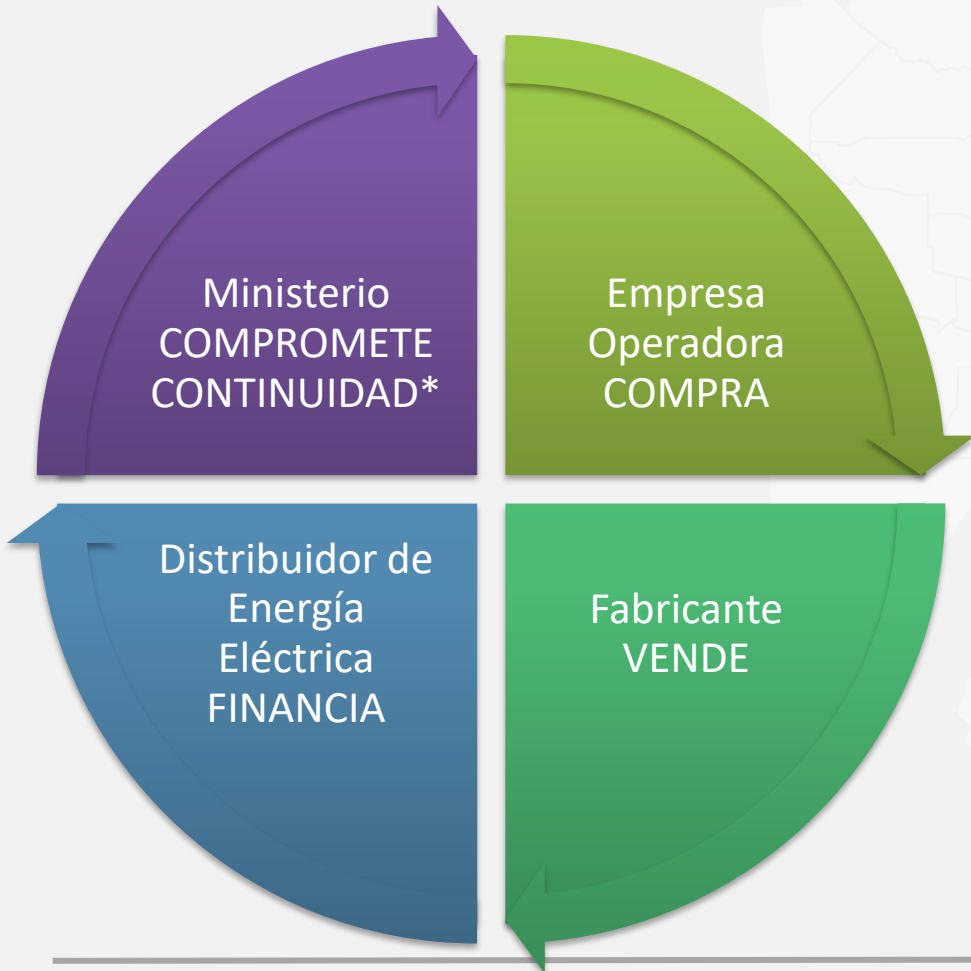 Ministerio
COMPROMETE
CONTINUIDAD*
Empresa
Operadora
COMPRA
Distribuidor de
Energía
Eléctrica
FINANCIA
Fabricante
VENDE